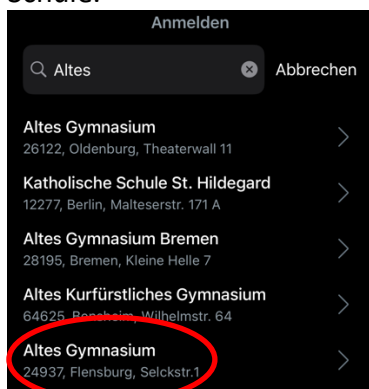 Schule.
Anmelden
Altes
Abbrechen
Altes Gymnasium
26122, Oldenburg, Theaterwall 11
Katholische Schule St. Hildegard
12277, Berlin, Malteserstr. 171 A
Altes Gymnasium Bremen
28195, Bremen, Kleine Helle 7
Altes Kurfürstliches Gymnasium
64625, Bensheim, Wilhelmstr. 64
Altes Gymnasium
24937, Flensburg, Selckstr.1